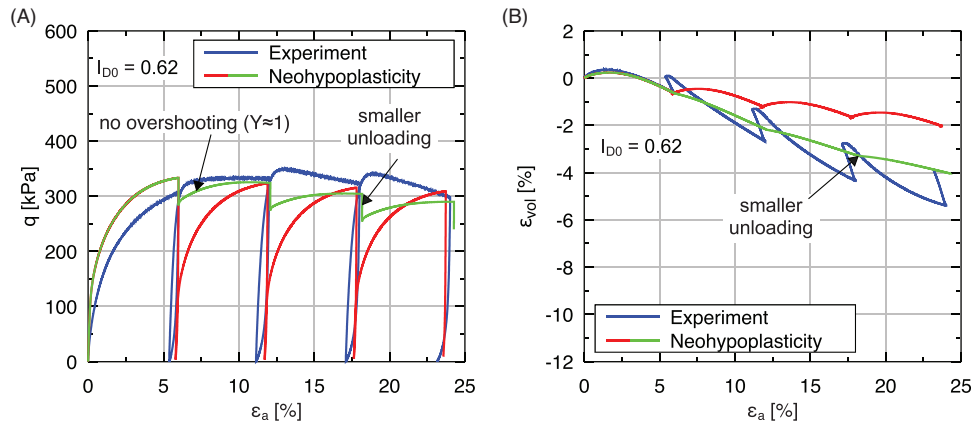 (A)
600
500
400
300
200
100
0
q [kPa]
I_D0 = 0.62
Experiment
Neohypoplasticity
no overshooting (Y≈1)
smaller
unloading
0 5 10 15 20 25
ε_a [%]
(B)
2
0
-2
-4
-6
-8
-10
-12
ε_vol [%]
I_D0 = 0.62
smaller
unloading
Experiment
Neohypoplasticity
0 5 10 15 20 25
ε_a [%]